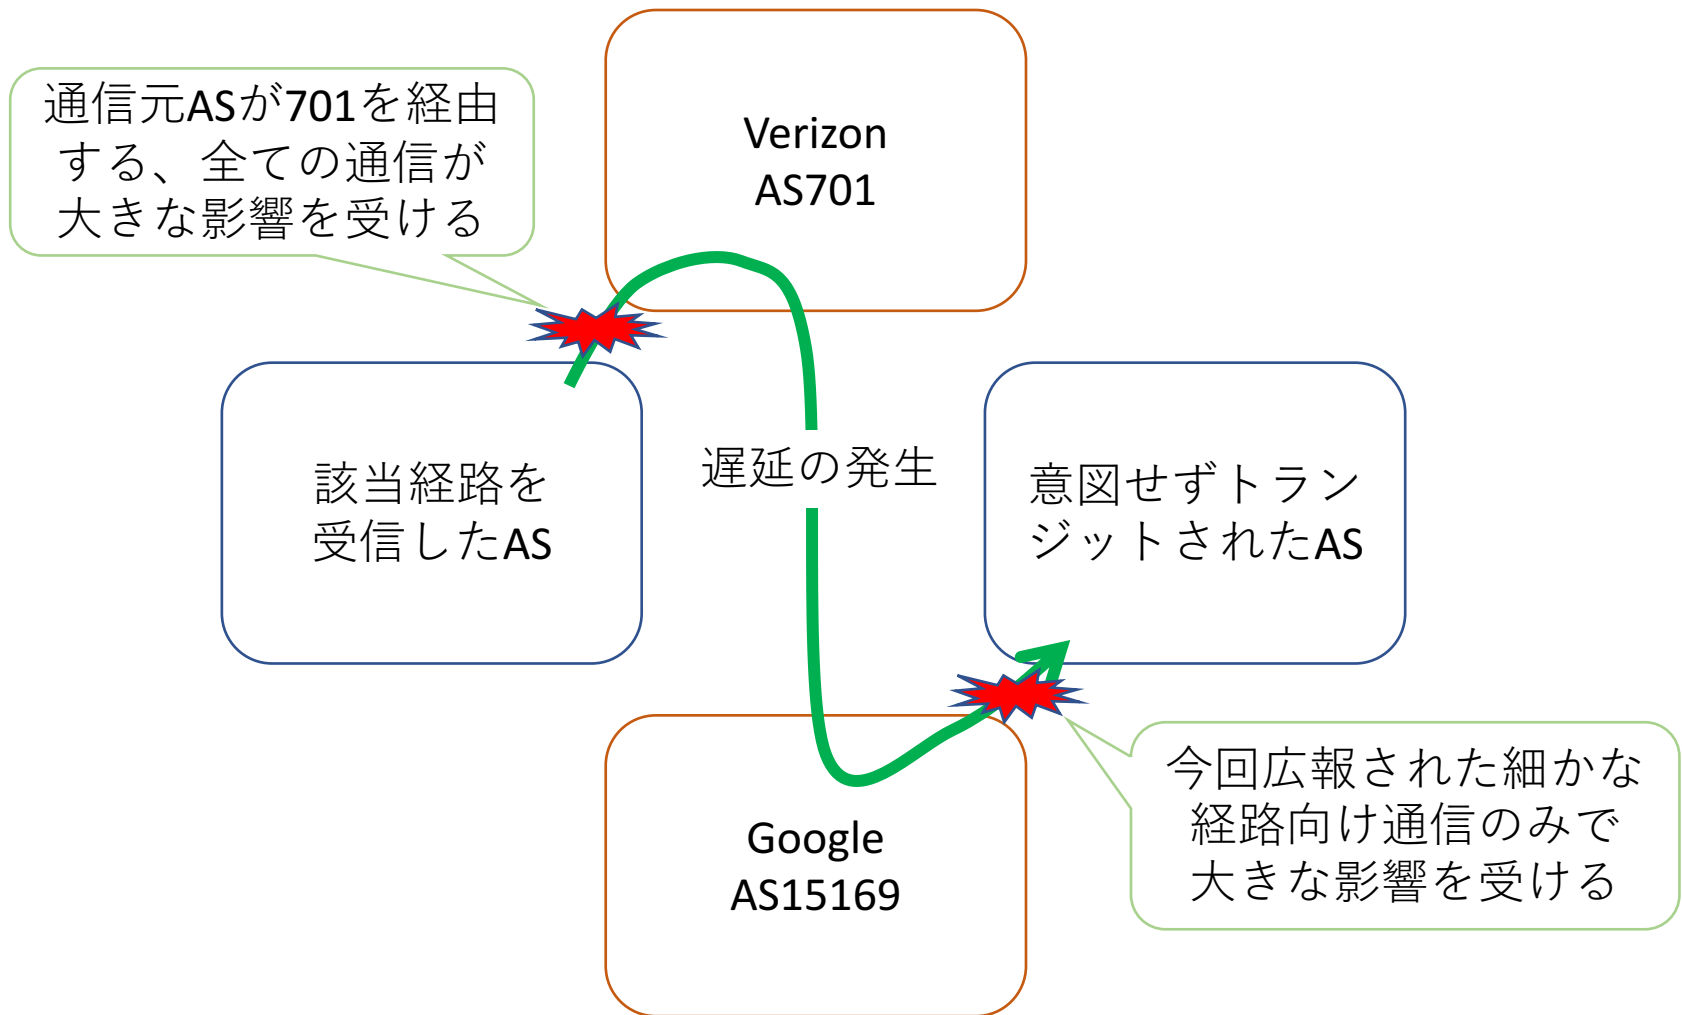 通信元ASが701を経由
する、全ての通信が
大きな影響を受ける
Verizon
AS701
該当経路を
受信したAS
遅延の発生
意図せずトラン
ジットされたAS
Google
AS15169
今回広報された細かな
経路向け通信のみで
大きな影響を受ける